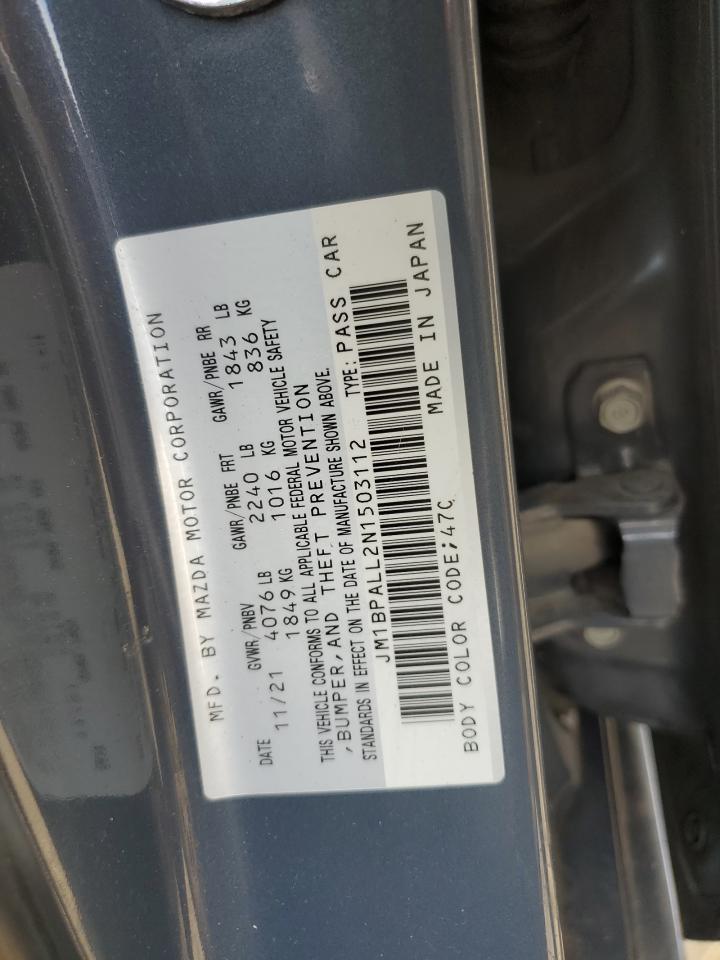 MFD. BY MAZDA MOTOR CORPORATION
DATE GVWR/PNBV GAWR/PNBE FRT GAWR/PNBE RR
11/21 4076 LB 2240 LB 1843 LB
1849 KG 1016 KG 836 KG
THIS VEHICLE CONFORMS TO ALL APPLICABLE FEDERAL MOTOR VEHICLE SAFETY
,BUMPER,AND THEFT PREVENTION
STANDARDS IN EFFECT ON THE DATE OF MANUFACTURE SHOWN ABOVE.
JM1BPALL2N1503112 TYPE: PASS CAR
BODY COLOR CODE;47C MADE IN JAPAN